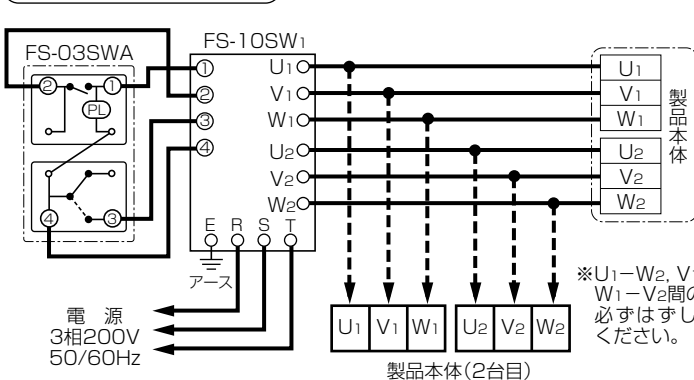 FS-03SWA
FS-10SW1
②
①
PL
④
③
①
②
③
④
U1
V1
W1
U2
V2
W2
E
R
S
T
アース
電 源
3相200V
50/60Hz
U1
V1
W1
U2
V2
W2
製品本体
※U1−W2, V1
W1−V2間の
必ずはずし
ください。
U1
V1
W1
U2
V2
W2
製品本体(2台目)